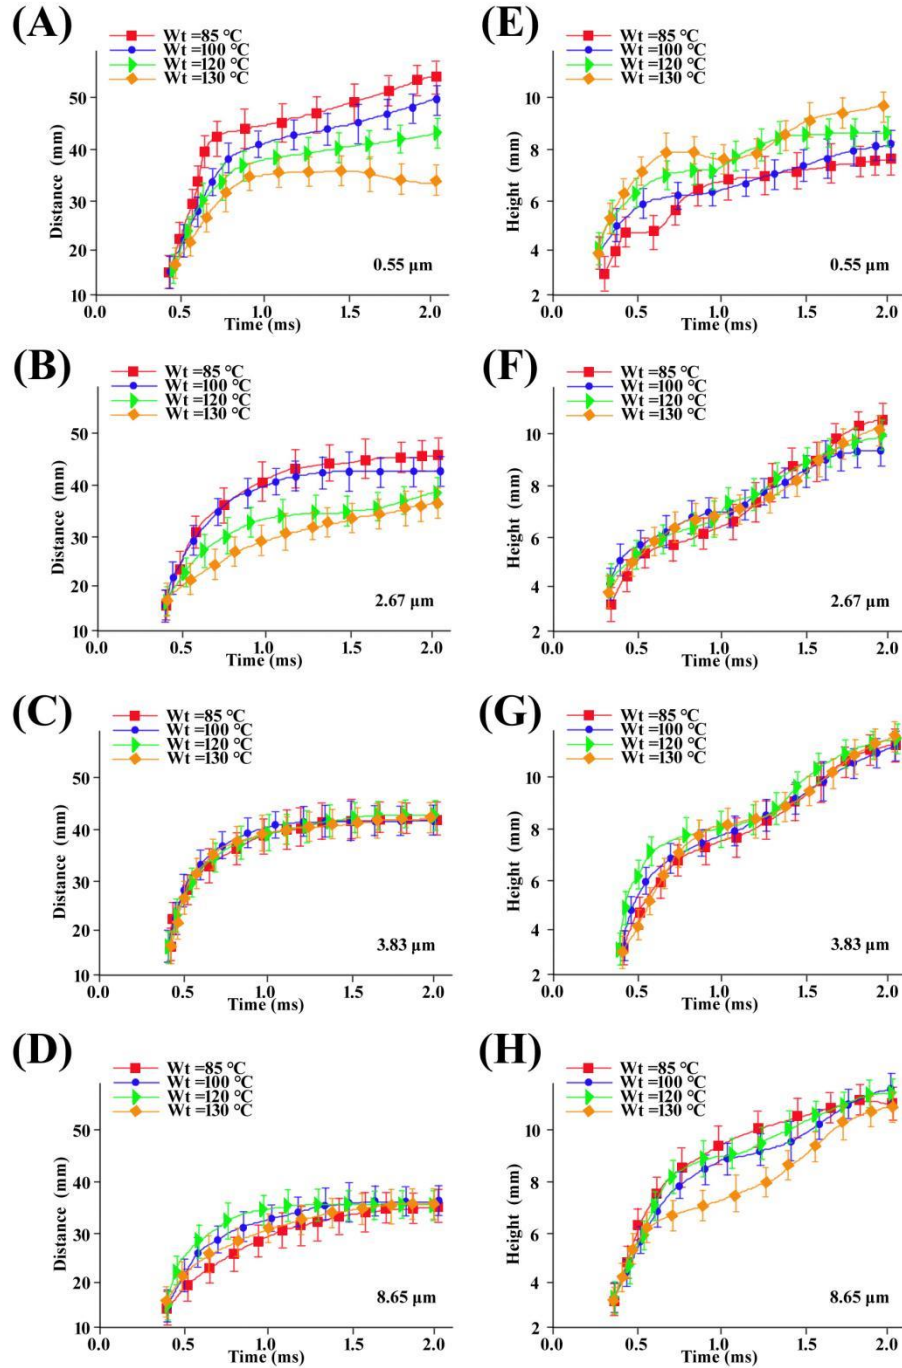 (A)
Wt =85 °C
Wt =100 °C
Wt =120 °C
Wt =130 °C
Distance (mm)
50
40
30
20
10
0.55 μm
0.0 0.5 1.0 1.5 2.0
Time (ms)
(E)
Wt =85 °C
Wt =100 °C
Wt =120 °C
Wt =130 °C
Height (mm)
10
8
6
4
2
0.55 μm
0.0 0.5 1.0 1.5 2.0
Time (ms)
(B)
Wt =85 °C
Wt =100 °C
Wt =120 °C
Wt =130 °C
Distance (mm)
50
40
30
20
10
2.67 μm
0.0 0.5 1.0 1.5 2.0
Time (ms)
(F)
Wt =85 °C
Wt =100 °C
Wt =120 °C
Wt =130 °C
Height (mm)
10
8
6
4
2
2.67 μm
0.0 0.5 1.0 1.5 2.0
Time (ms)
(C)
Wt =85 °C
Wt =100 °C
Wt =120 °C
Wt =130 °C
Distance (mm)
50
40
30
20
10
3.83 μm
0.0 0.5 1.0 1.5 2.0
Time (ms)
(G)
Wt =85 °C
Wt =100 °C
Wt =120 °C
Wt =130 °C
Height (mm)
10
8
6
4
2
3.83 μm
0.0 0.5 1.0 1.5 2.0
Time (ms)
(D)
Wt =85 °C
Wt =100 °C
Wt =120 °C
Wt =130 °C
Distance (mm)
50
40
30
20
10
8.65 μm
0.0 0.5 1.0 1.5 2.0
Time (ms)
(H)
Wt =85 °C
Wt =100 °C
Wt =120 °C
Wt =130 °C
Height (mm)
10
8
6
4
2
8.65 μm
0.0 0.5 1.0 1.5 2.0
Time (ms)